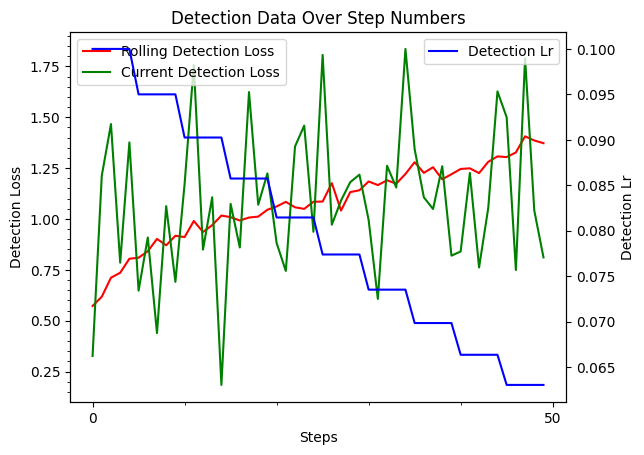 Detection Data Over Step Numbers
Rolling Detection Loss
Current Detection Loss
Detection Lr
1.75
1.50
1.25
1.00
0.75
0.50
0.25
Detection Loss
0.100
0.095
0.090
0.085
0.080
0.075
0.070
0.065
Detection Lr
0
50
Steps